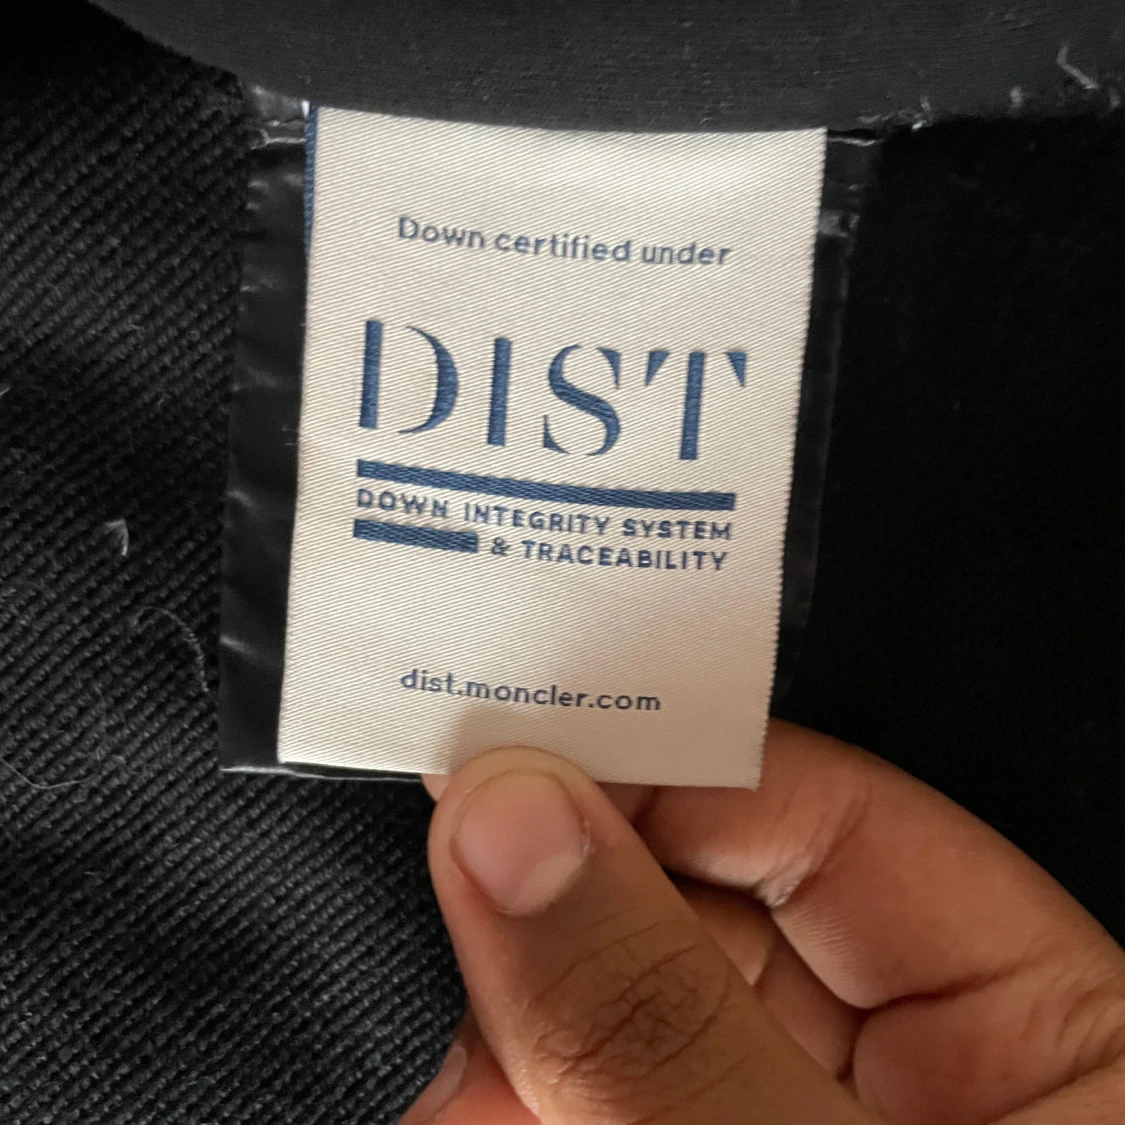 Down certified under
DIST
DOWN INTEGRITY SYSTEM
& TRACEABILITY
dist.moncler.com